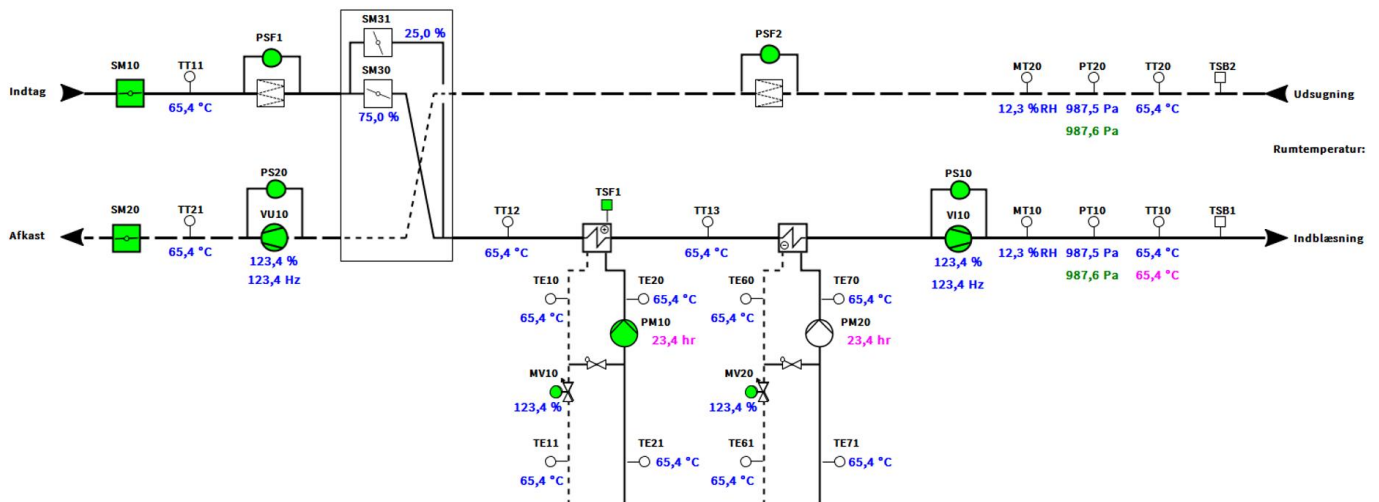 SM31
25,0 %
PSF1
PSF2
SM10
TT11
SM30
MT20
PT20
TT20
TSB2
Indtag
65,4 °C
75,0 %
12,3 %RH
987,5 Pa
65,4 °C
Udsugning
987,6 Pa
Rumtemperatur:
PS20
PS10
TSF1
SM20
TT21
VU10
TT12
TT13
VI10
MT10
PT10
TT10
TSB1
Afkast
65,4 °C
123,4 %
123,4 Hz
65,4 °C
65,4 °C
123,4 %
123,4 Hz
12,3 %RH
987,5 Pa
987,6 Pa
65,4 °C
65,4 °C
Indblæsning
TE10
TE20
TE60
TE70
65,4 °C
65,4 °C
65,4 °C
65,4 °C
PM10
23,4 hr
PM20
23,4 hr
MV10
123,4 %
MV20
123,4 %
TE11
TE21
TE61
TE71
65,4 °C
65,4 °C
65,4 °C
65,4 °C